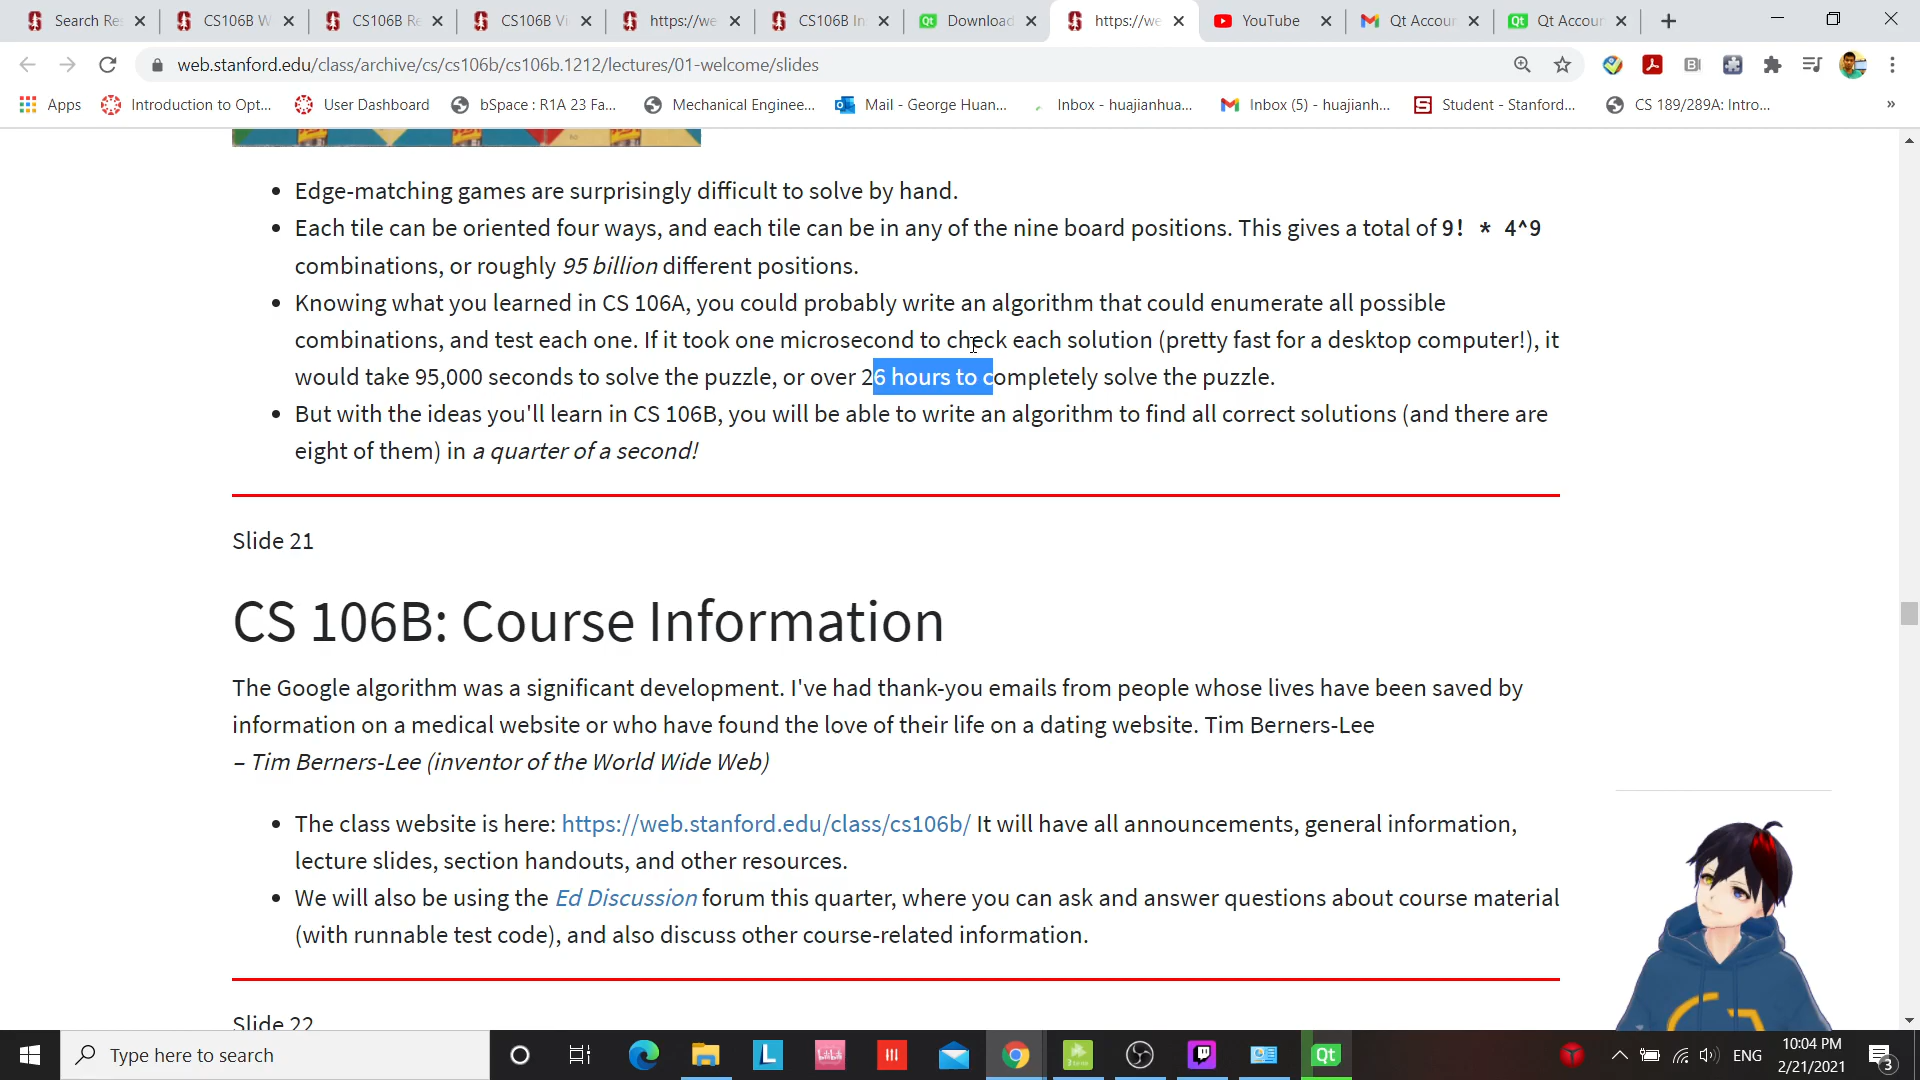 Search Re
CS106B W
CS106B Re
CS106B Vi
https://we
CS106B In
Download
https://we
YouTube
Qt Accou
Qt Accou
web.stanford.edu/class/archive/cs/cs106b/cs106b.1212/lectures/01-welcome/slides
Apps
Introduction to Opt...
User Dashboard
bSpace : R1A 23 Fa...
Mechanical Enginee...
Mail - George Huan...
Inbox - huajianhua...
Inbox (5) - huajianh...
Student - Stanford...
CS 189/289A: Intro...
Edge-matching games are surprisingly difficult to solve by hand.
Each tile can be oriented four ways, and each tile can be in any of the nine board positions. This gives a total of 9! * 4^9
combinations, or roughly 95 billion different positions.
Knowing what you learned in CS 106A, you could probably write an algorithm that could enumerate all possible
combinations, and test each one. If it took one microsecond to check each solution (pretty fast for a desktop computer!), it
would take 95,000 seconds to solve the puzzle, or over 26 hours to completely solve the puzzle.
But with the ideas you'll learn in CS 106B, you will be able to write an algorithm to find all correct solutions (and there are
eight of them) in a quarter of a second!
Slide 21
CS 106B: Course Information
The Google algorithm was a significant development. I've had thank-you emails from people whose lives have been saved by
information on a medical website or who have found the love of their life on a dating website. Tim Berners-Lee
– Tim Berners-Lee (inventor of the World Wide Web)
The class website is here: https://web.stanford.edu/class/cs106b/ It will have all announcements, general information,
lecture slides, section handouts, and other resources.
We will also be using the Ed Discussion forum this quarter, where you can ask and answer questions about course material
(with runnable test code), and also discuss other course-related information.
Slide 22
Type here to search
ENG
10:04 PM
2/21/2021
3